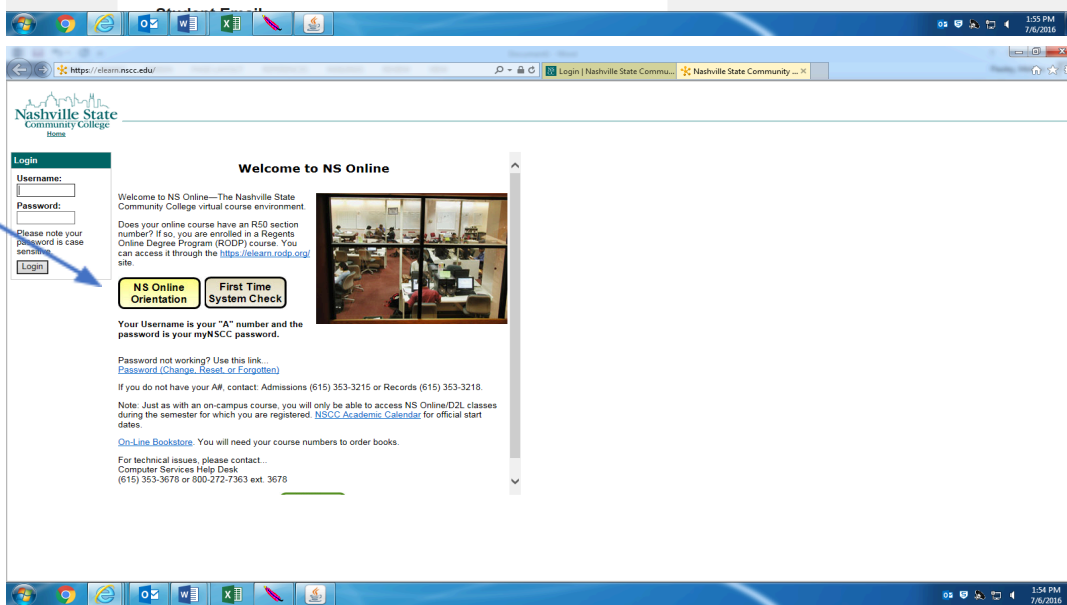 Student Email
1:55 PM
7/6/2016
https://elearn.nscc.edu/
Login | Nashville State Commu...
Nashville State Community ...
Nashville State
Community College
Home
Login
Username:
Password:
Please note your
password is case
sensitive
Login
Welcome to NS Online
Welcome to NS Online—The Nashville State
Community College virtual course environment.
Does your online course have an R50 section
number? If so, you are enrolled in a Regents
Online Degree Program (RODP) course. You
can access it through the https://elearn.rodp.org/
site.
NS Online
Orientation
First Time
System Check
Your Username is your "A" number and the
password is your myNSCC password.
Password not working? Use this link...
Password (Change, Reset, or Forgotten)
If you do not have your A#, contact: Admissions (615) 353-3215 or Records (615) 353-3218.
Note: Just as with an on-campus course, you will only be able to access NS Online/D2L classes
during the semester for which you are registered. NSCC Academic Calendar for official start
dates.
On-Line Bookstore. You will need your course numbers to order books.
For technical issues, please contact...
Computer Services Help Desk
(615) 353-3678 or 800-272-7363 ext. 3678
1:54 PM
7/6/2016